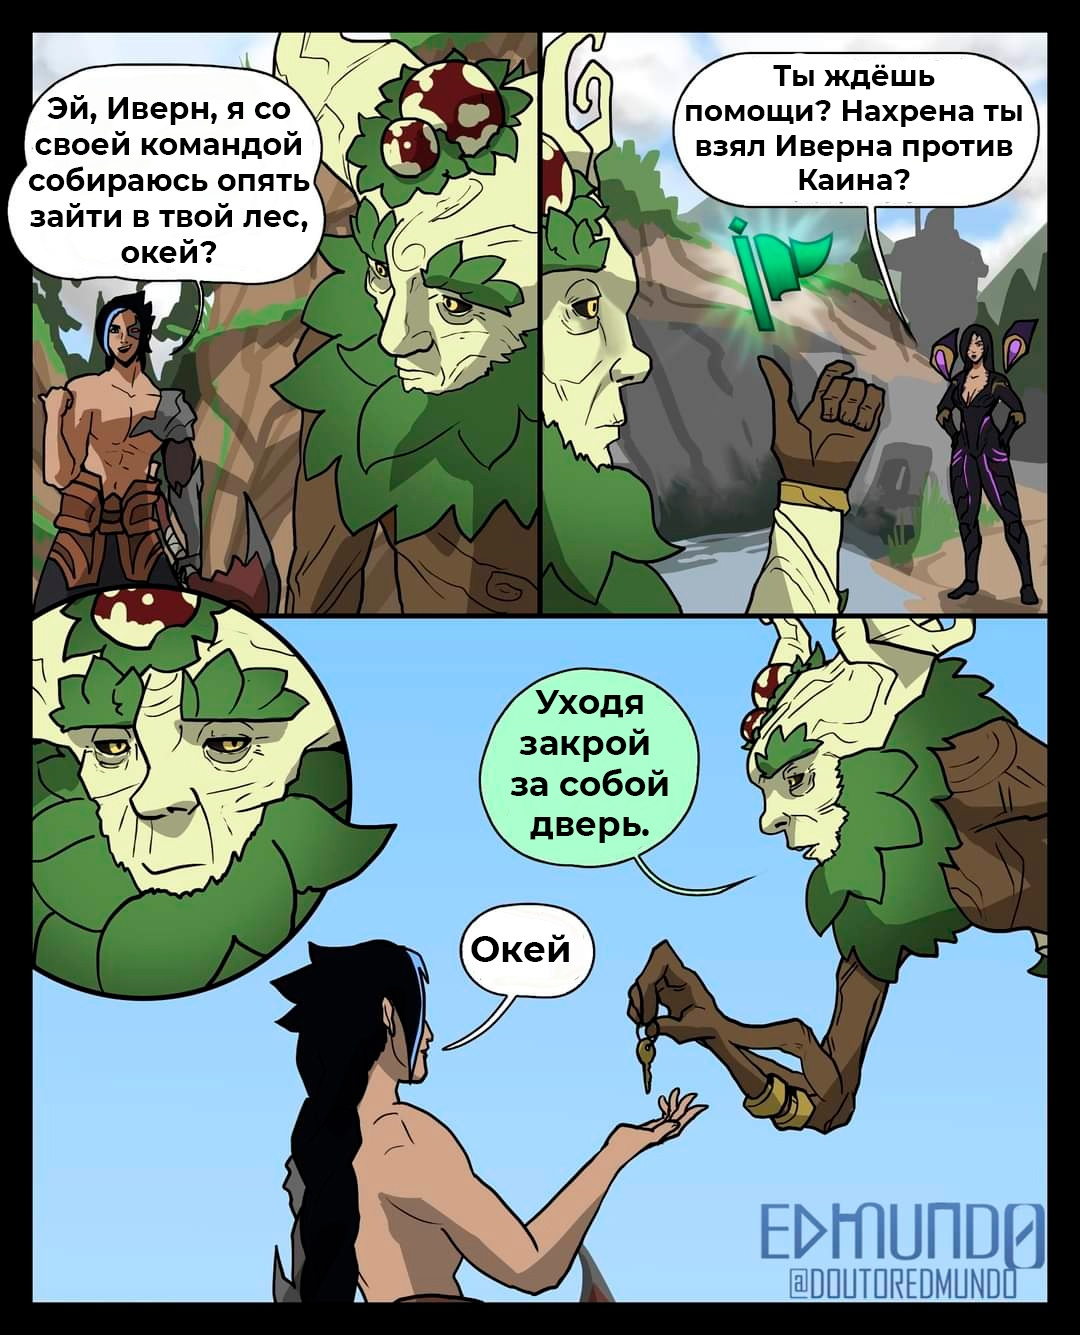 Эй, Иверн, я со
своей командой
собираюсь опять
зайти в твой лес,
окей?
Ты ждёшь
помощи? Нахрена ты
взял Иверна против
Каина?
Уходя
закрой
за собой
дверь.
Окей
EDMUNDO
@DOUTOREDMUNDO